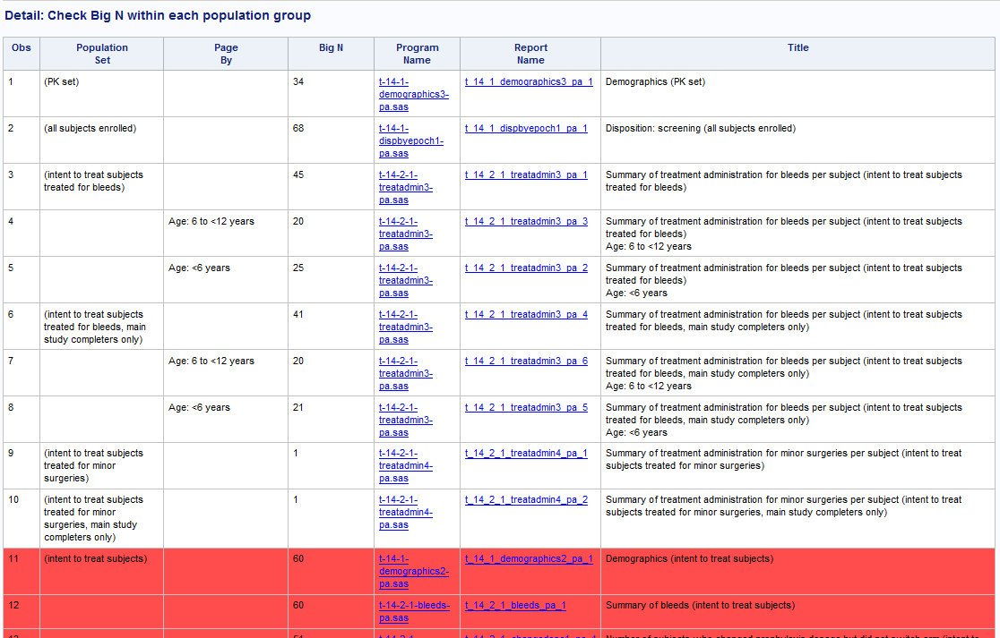 Detail: Check Big N within each population group
Obs
Population
Set
Page
By
Big N
Program
Name
Report
Name
Title
1
(PK set)
34
t-14-1-
demographics3-
pa.sas
t_14_1_demographics3_pa_1
Demographics (PK set)
2
(all subjects enrolled)
68
t-14-1-
dispbyepoch1-
pa.sas
t_14_1_dispbyepoch1_pa_1
Disposition: screening (all subjects enrolled)
3
(intent to treat subjects
treated for bleeds)
45
t-14-2-1-
treatadmin3-
pa.sas
t_14_2_1_treatadmin3_pa_1
Summary of treatment administration for bleeds per subject (intent to treat subjects
treated for bleeds)
4
Age: 6 to <12 years
20
t-14-2-1-
treatadmin3-
pa.sas
t_14_2_1_treatadmin3_pa_3
Summary of treatment administration for bleeds per subject (intent to treat subjects
treated for bleeds)
Age: 6 to <12 years
5
Age: <6 years
25
t-14-2-1-
treatadmin3-
pa.sas
t_14_2_1_treatadmin3_pa_2
Summary of treatment administration for bleeds per subject (intent to treat subjects
treated for bleeds)
Age: <6 years
6
(intent to treat subjects
treated for bleeds, main
study completers only)
41
t-14-2-1-
treatadmin3-
pa.sas
t_14_2_1_treatadmin3_pa_4
Summary of treatment administration for bleeds per subject (intent to treat subjects
treated for bleeds, main study completers only)
7
Age: 6 to <12 years
20
t-14-2-1-
treatadmin3-
pa.sas
t_14_2_1_treatadmin3_pa_6
Summary of treatment administration for bleeds per subject (intent to treat subjects
treated for bleeds, main study completers only)
Age: 6 to <12 years
8
Age: <6 years
21
t-14-2-1-
treatadmin3-
pa.sas
t_14_2_1_treatadmin3_pa_5
Summary of treatment administration for bleeds per subject (intent to treat subjects
treated for bleeds, main study completers only)
Age: <6 years
9
(intent to treat subjects
treated for minor
surgeries)
1
t-14-2-1-
treatadmin4-
pa.sas
t_14_2_1_treatadmin4_pa_1
Summary of treatment administration for minor surgeries per subject (intent to treat
subjects treated for minor surgeries)
10
(intent to treat subjects
treated for minor
surgeries, main study
completers only)
1
t-14-2-1-
treatadmin4-
pa.sas
t_14_2_1_treatadmin4_pa_2
Summary of treatment administration for minor surgeries per subject (intent to treat
subjects treated for minor surgeries, main study completers only)
11
(intent to treat subjects)
60
t-14-1-
demographics2-
pa.sas
t_14_1_demographics2_pa_1
Demographics (intent to treat subjects)
12
60
t-14-2-1-bleeds-
pa.sas
t_14_2_1_bleeds_pa_1
Summary of bleeds (intent to treat subjects)